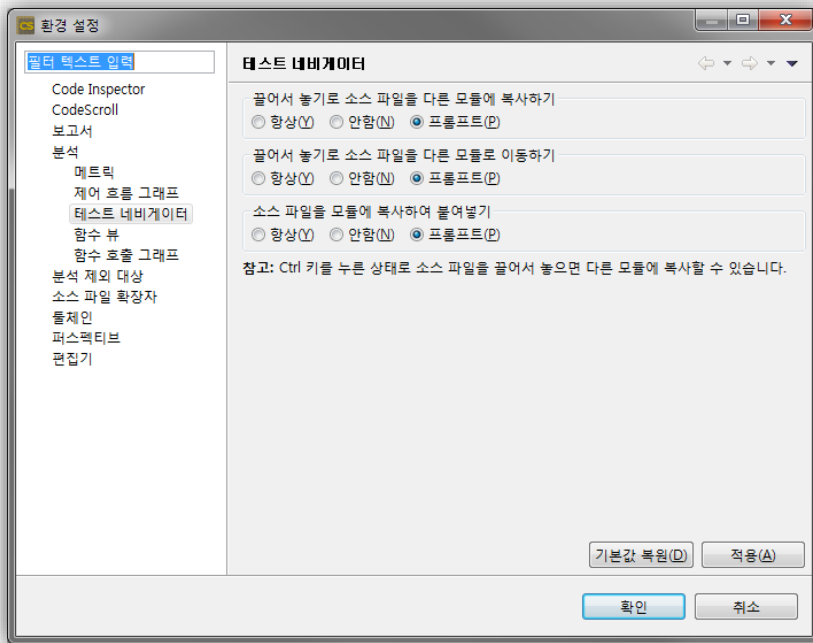 CS 환경 설정
필터 텍스트 입력
Code Inspector
CodeScroll
보고서
분석
메트릭
제어 흐름 그래프
테스트 네비게이터
함수 뷰
함수 호출 그래프
분석 제외 대상
소스 파일 확장자
툴체인
퍼스펙티브
편집기
테스트 네비게이터
끌어서 놓기로 소스 파일을 다른 모듈에 복사하기
항상(Y) 안함(N) 프롬프트(P)
끌어서 놓기로 소스 파일을 다른 모듈로 이동하기
항상(Y) 안함(N) 프롬프트(P)
소스 파일을 모듈에 복사하여 붙여넣기
항상(Y) 안함(N) 프롬프트(P)
참고: Ctrl 키를 누른 상태로 소스 파일을 끌어서 놓으면 다른 모듈에 복사할 수 있습니다.
기본값 복원(D) 적용(A)
확인 취소